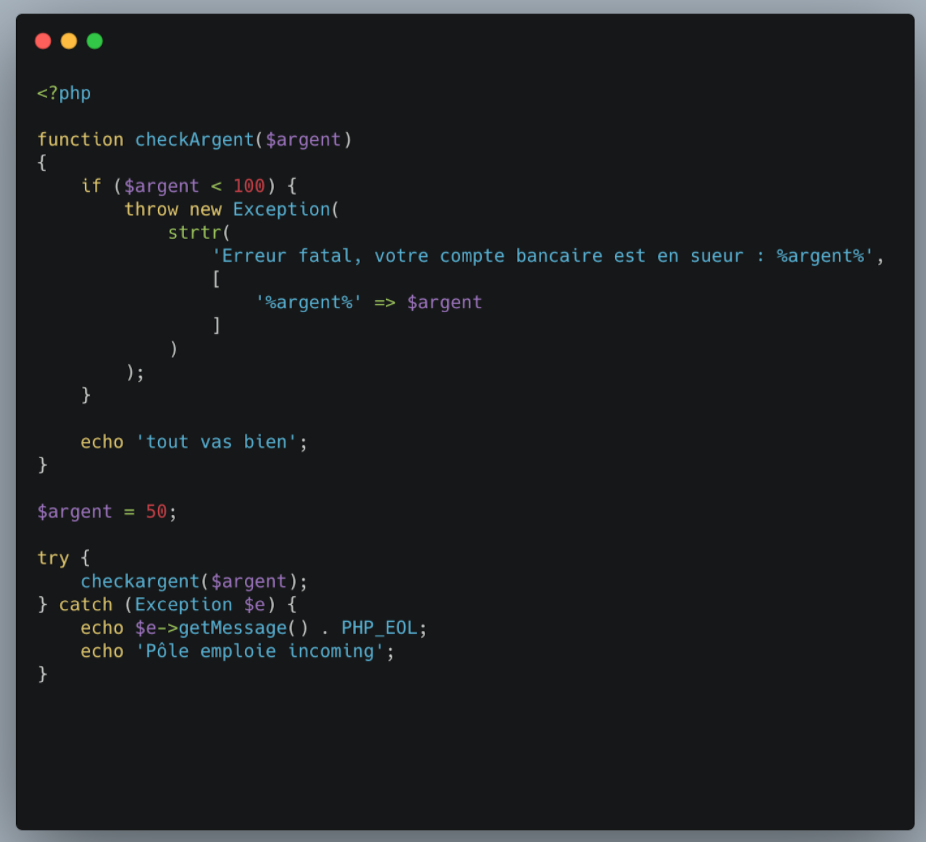 <?php
function checkArgent($argent)
{
    if ($argent < 100) {
        throw new Exception(
            strtr(
                'Erreur fatal, votre compte bancaire est en sueur : %argent%',
                [
                    '%argent%' => $argent
                ]
            )
        );
    }
    echo 'tout vas bien';
}
$argent = 50;
try {
    checkargent($argent);
} catch (Exception $e) {
    echo $e->getMessage() . PHP_EOL;
    echo 'Pôle emploie incoming';
}